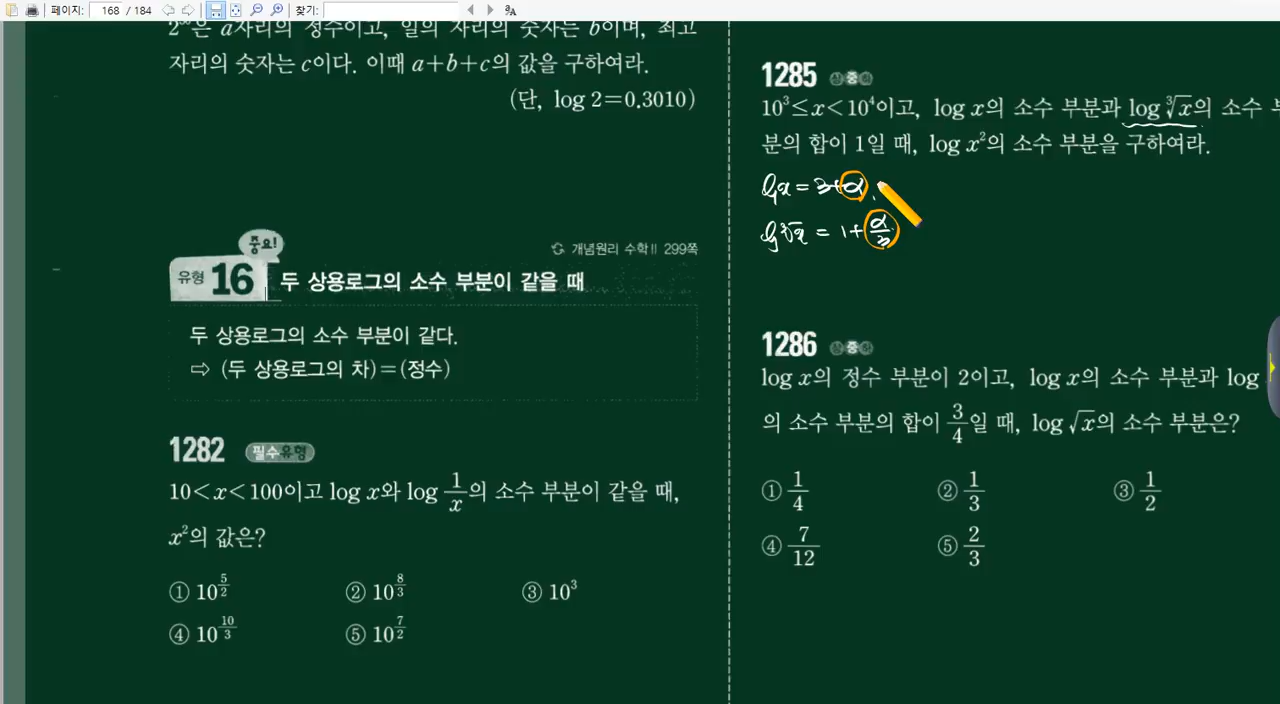 페이지: 168 / 184 찾기:
2 은 a자리의 정수이고, 일의 자리의 숫자는 b이며, 최고
자리의 숫자는 c이다. 이때 a+b+c의 값을 구하여라.
(단, log 2=0.3010)
중요!
개념원리 수학Ⅱ 299쪽
유형 16 두 상용로그의 소수 부분이 같을 때
두 상용로그의 소수 부분이 같다.
⇨ (두 상용로그의 차)=(정수)
1282 필수유형
10<x<100이고 log x와 log 1/x의 소수 부분이 같을 때,
x²의 값은?
① 10^(5/2) ② 10^(8/3) ③ 10³
④ 10^(10/3) ⑤ 10^(7/2)
1285 상 중 하
10³≤x<10⁴이고, log x의 소수 부분과 log ∛x의 소수 부
분의 합이 1일 때, log x²의 소수 부분을 구하여라.
log x = 3+α.
log ∛x = 1+ α/3
1286 상 중 하
log x의 정수 부분이 2이고, log x의 소수 부분과 log
의 소수 부분의 합이 3/4일 때, log √x의 소수 부분은?
① 1/4 ② 1/3 ③ 1/2
④ 7/12 ⑤ 2/3